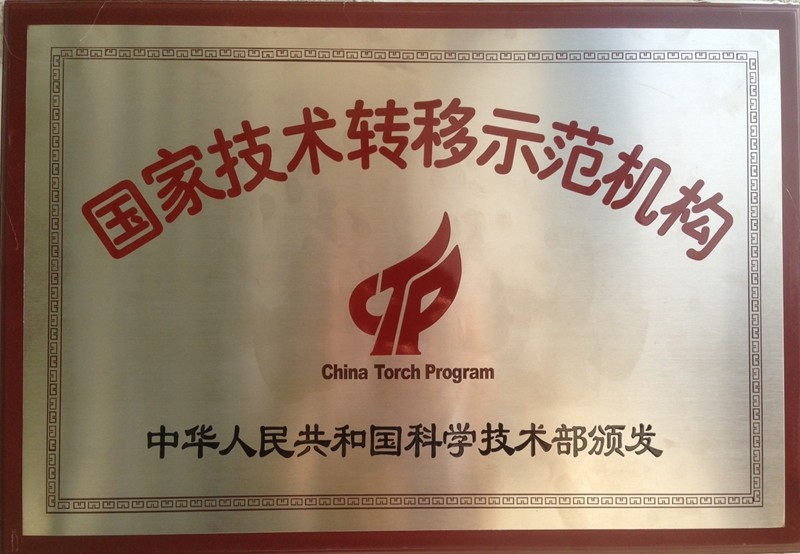 国家技术转移示范机构
CTP
China Torch Program
中华人民共和国科学技术部颁发